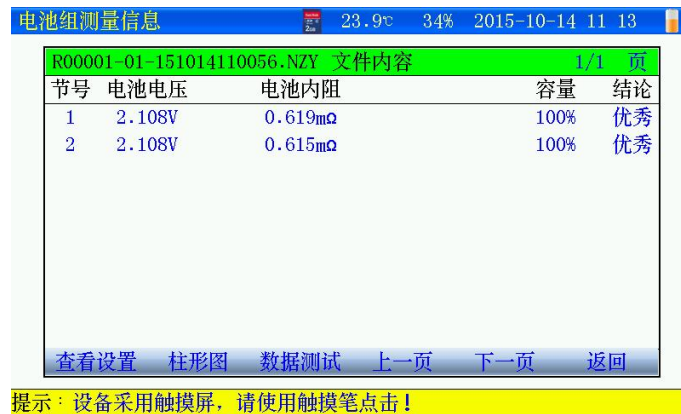 电池组测量信息 23.9℃ 34% 2015-10-14 11 13
R00001-01-151014110056.NZY 文件内容 1/1 页
节号 电池电压 电池内阻 容量 结论
1 2.108V 0.619mΩ 100% 优秀
2 2.108V 0.615mΩ 100% 优秀
查看设置 柱形图 数据测试 上一页 下一页 返回
提示：设备采用触摸屏，请使用触摸笔点击！